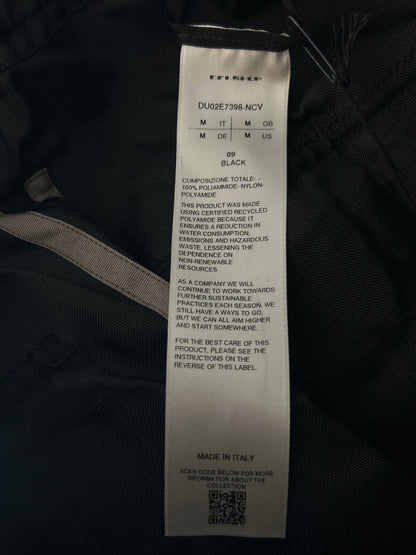 DU02E7398-NCV
M IT M GB
M DE M US
09
BLACK
COMPOSIZIONE TOTALE-
100% POLIAMMIDE- NYLON-
POLYAMIDE
THIS PRODUCT WAS MADE
USING CERTIFIED RECYCLED
POLYAMIDE BECAUSE IT
ENSURES A REDUCTION IN
WATER CONSUMPTION,
EMISSIONS AND HAZARDOUS
WASTE, LESSENING THE
DEPENDENCE ON
NON-RENEWABLE
RESOURCES.
AS A COMPANY WE WILL
CONTINUE TO WORK TOWARDS
FURTHER SUSTAINABLE
PRACTICES EACH SEASON. WE
STILL HAVE A WAYS TO GO,
BUT WE CAN ALL AIM HIGHER
AND START SOMEWHERE.
FOR THE BEST CARE OF THIS
PRODUCT, PLEASE SEE THE
INSTRUCTIONS ON THE
REVERSE OF THIS LABEL.
MADE IN ITALY
SCAN CODE BELOW FOR MORE
INFORMATION ABOUT THE
COLLECTION